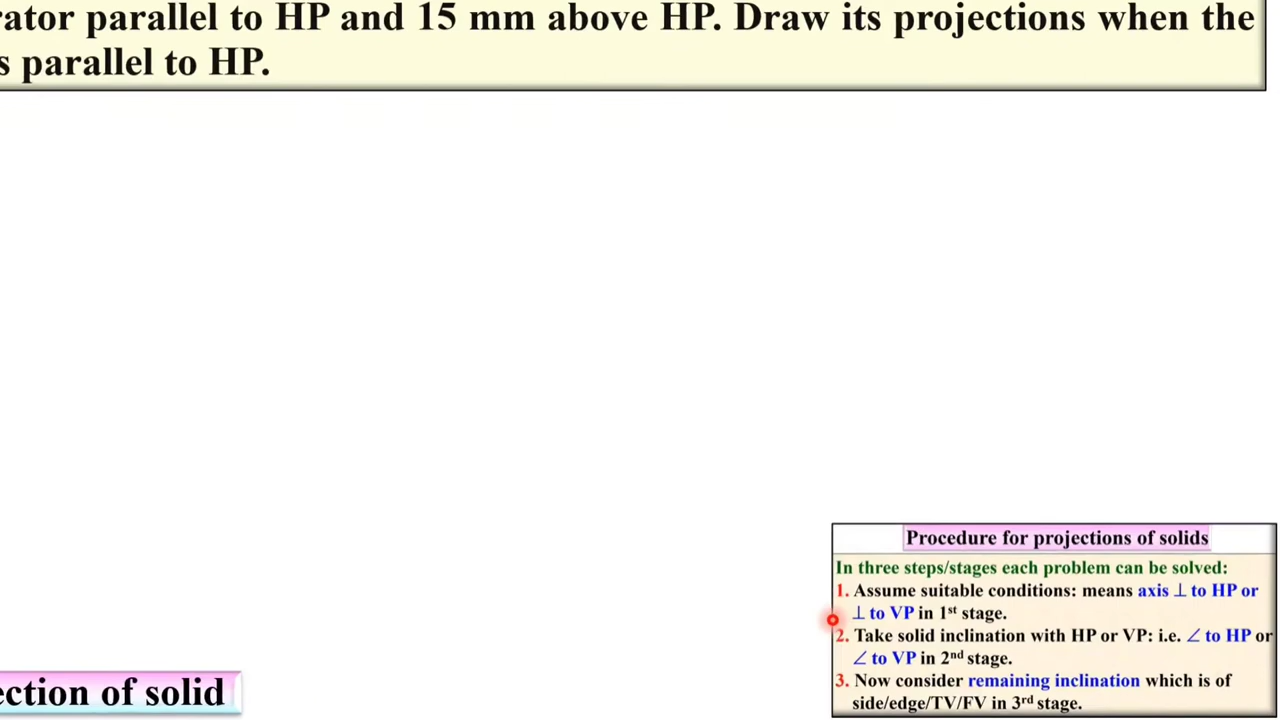 rator parallel to HP and 15 mm above HP. Draw its projections when the
s parallel to HP.
Procedure for projections of solids
In three steps/stages each problem can be solved:
1. Assume suitable conditions: means axis ⊥ to HP or
⊥ to VP in 1st stage.
2. Take solid inclination with HP or VP: i.e. ∠ to HP or
∠ to VP in 2nd stage.
3. Now consider remaining inclination which is of
side/edge/TV/FV in 3rd stage.
ection of solid